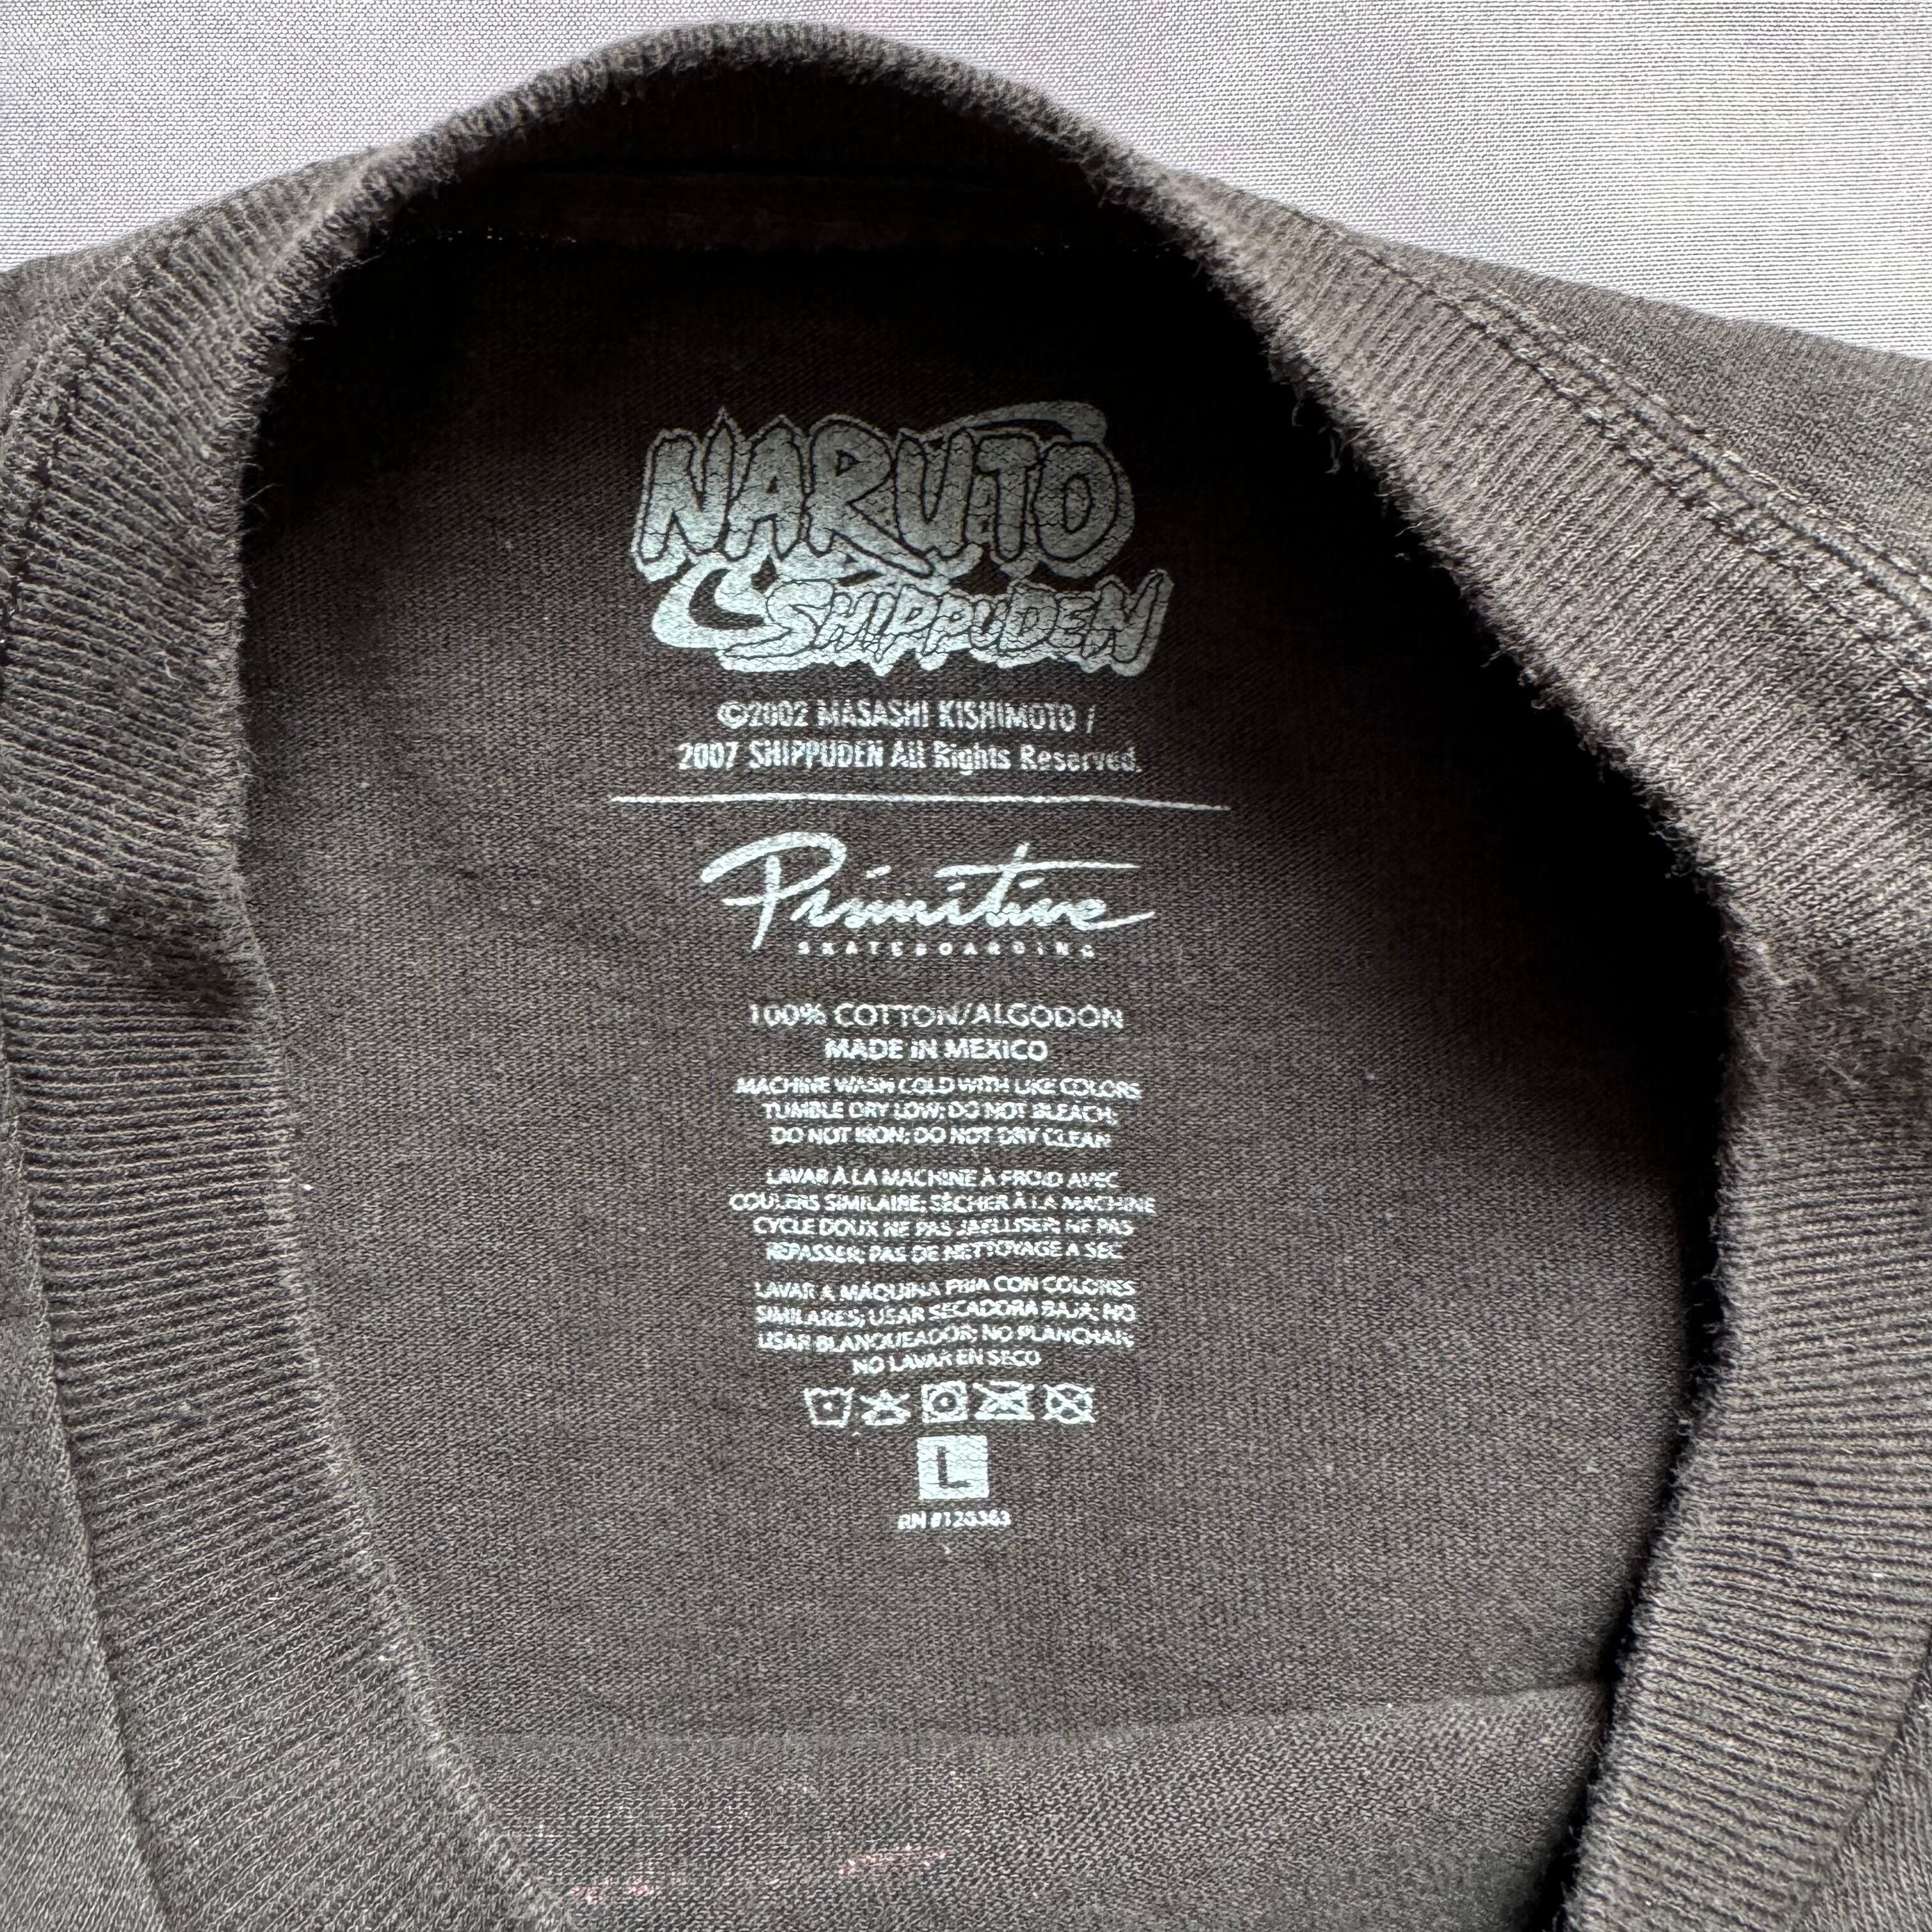 NARUTO
SHIPPUDEN
©2002 MASASHI KISHIMOTO /
2007 SHIPPUDEN All Rights Reserved.
Primitive
SKATEBOARDING
100% COTTON/ALGODÓN
MADE IN MEXICO
MACHINE WASH COLD WITH LIKE COLORS
TUMBLE DRY LOW; DO NOT BLEACH;
DO NOT IRON; DO NOT DRY CLEAN
LAVAR À LA MACHINE À FROID AVEC
COULERS SIMILAIRE; SÉCHER À LA MACHINE
CYCLE DOUX NE PAS NE PAS
REPASSER; PAS DE NETTOYAGE A SEC
LAVAR A MÁQUINA FRIA CON COLORES
SIMILARES; USAR SECADORA BAJA; NO
USAR BLANQUEADOR; NO PLANCHAR;
NO LAVAR EN SECO
L
RN